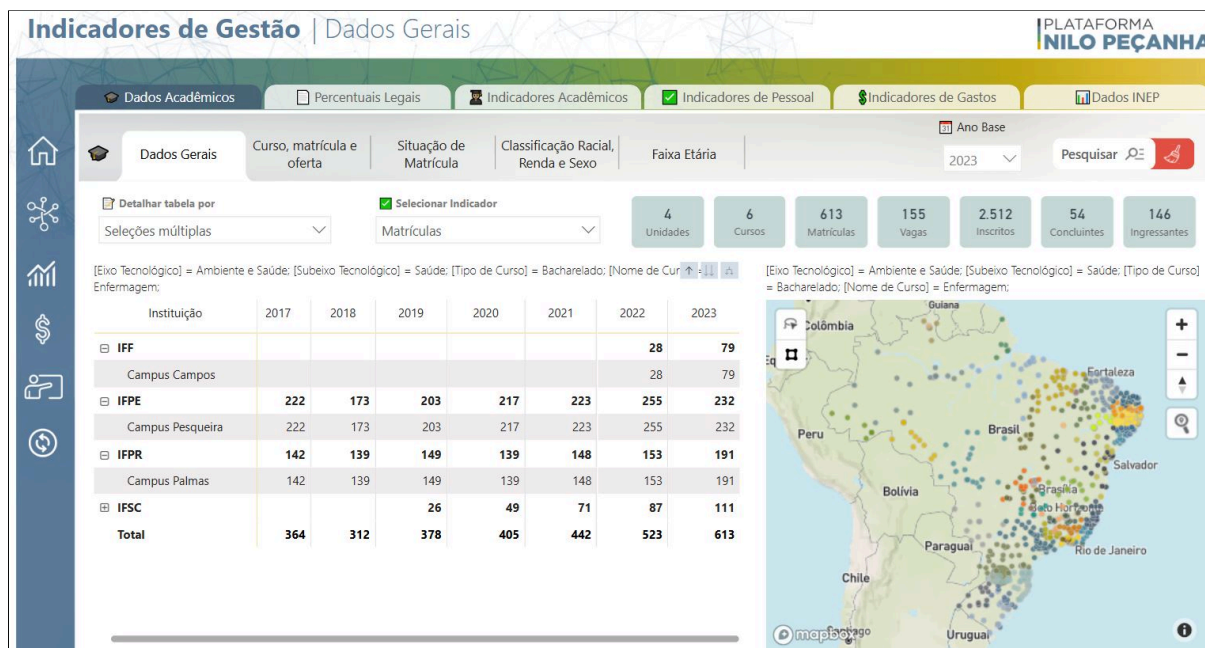 Indicadores de Gestão | Dados Gerais
PLATAFORMA
NILO PEÇANHA
Dados Acadêmicos
Percentuais Legais
Indicadores Acadêmicos
Indicadores de Pessoal
Indicadores de Gastos
Dados INEP
Dados Gerais
Curso, matrícula e
oferta
Situação de
Matrícula
Classificação Racial,
Renda e Sexo
Faixa Etária
Ano Base
2023
Pesquisar
Detalhar tabela por
Seleções múltiplas
Selecionar Indicador
Matrículas
4
Unidades
6
Cursos
613
Matrículas
155
Vagas
2.512
Inscritos
54
Concluintes
146
Ingressantes
[Eixo Tecnológico] = Ambiente e Saúde; [Subeixo Tecnológico] = Saúde; [Tipo de Curso] = Bacharelado; [Nome de Cur
Enfermagem;
Instituição 2017 2018 2019 2020 2021 2022 2023
IFF 28 79
Campus Campos 28 79
IFPE 222 173 203 217 223 255 232
Campus Pesqueira 222 173 203 217 223 255 232
IFPR 142 139 149 139 148 153 191
Campus Palmas 142 139 149 139 148 153 191
IFSC 26 49 71 87 111
Total 364 312 378 405 442 523 613
[Eixo Tecnológico] = Ambiente e Saúde; [Subeixo Tecnológico] = Saúde; [Tipo de Curso]
= Bacharelado; [Nome de Curso] = Enfermagem;
Guiana
Colômbia
Fortaleza
Brasil
Peru
Salvador
Bolívia
Brasília
Belo Horizonte
Paraguai
Rio de Janeiro
Chile
mapbox
Uruguai